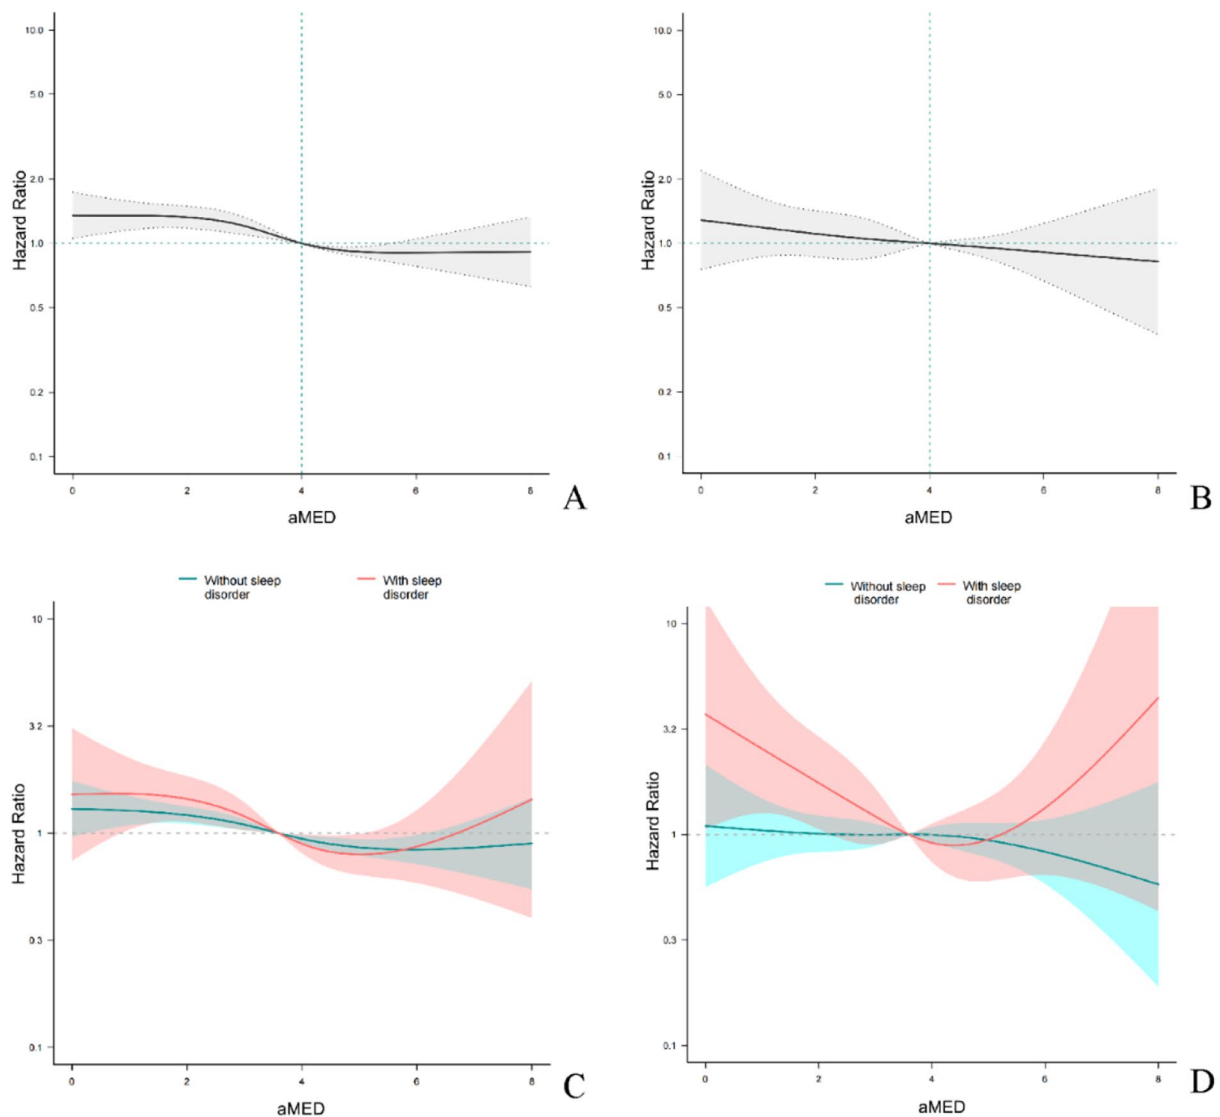 10.0
5.0
2.0
1.0
0.5
0.2
0.1
Hazard Ratio
0 2 4 6 8
aMED
A
10.0
5.0
2.0
1.0
0.5
0.2
0.1
Hazard Ratio
0 2 4 6 8
aMED
B
Without sleep
disorder
With sleep
disorder
10
3.2
1
0.3
0.1
Hazard Ratio
0 2 4 6 8
aMED
C
Without sleep
disorder
With sleep
disorder
10
3.2
1
0.3
0.1
Hazard Ratio
0 2 4 6 8
aMED
D